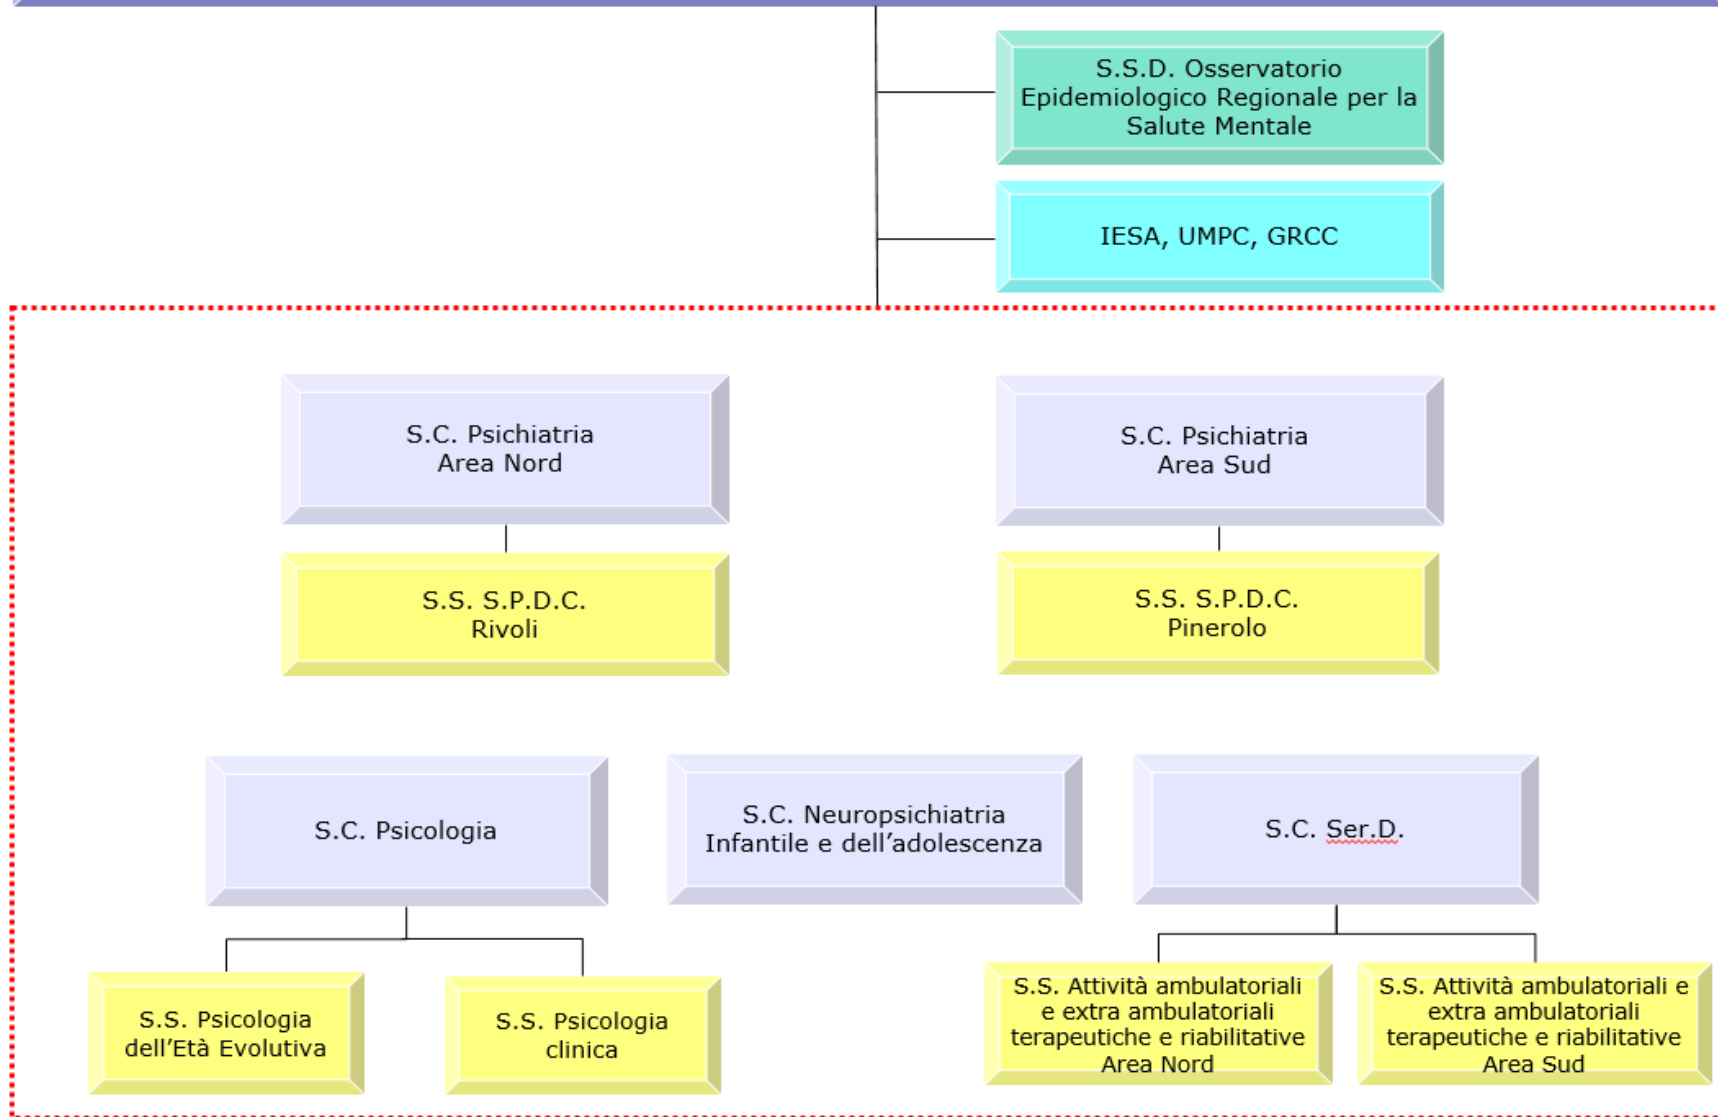 S.S.D. Osservatorio
Epidemiologico Regionale per la
Salute Mentale
IESA, UMPC, GRCC
S.C. Psichiatria
Area Nord
S.C. Psichiatria
Area Sud
S.S. S.P.D.C.
Rivoli
S.S. S.P.D.C.
Pinerolo
S.C. Psicologia
S.C. Neuropsichiatria
Infantile e dell’adolescenza
S.C. Ser.D.
S.S. Psicologia
dell’Età Evolutiva
S.S. Psicologia
clinica
S.S. Attività ambulatoriali
e extra ambulatoriali
terapeutiche e riabilitative
Area Nord
S.S. Attività ambulatoriali e
extra ambulatoriali
terapeutiche e riabilitative
Area Sud